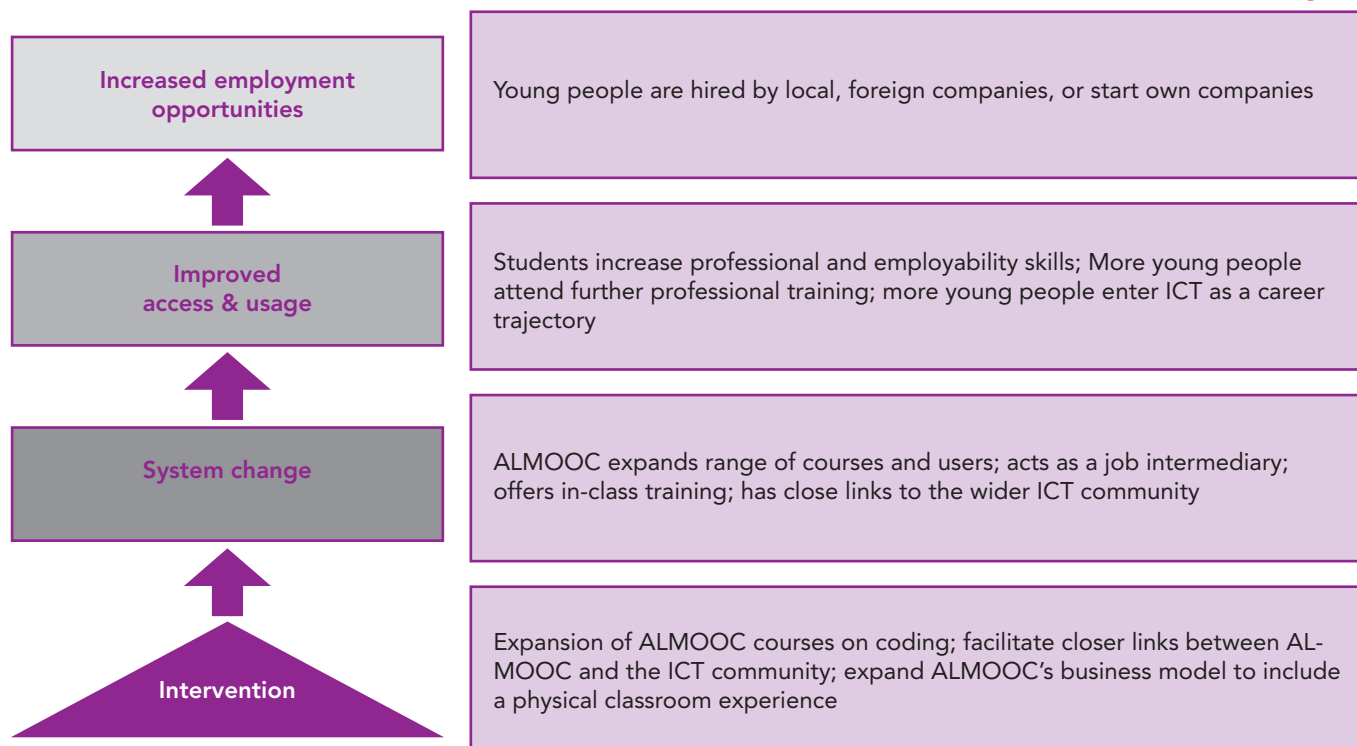 Increased employment
opportunities
Young people are hired by local, foreign companies, or start own companies
Improved
access & usage
Students increase professional and employability skills; More young people
attend further professional training; more young people enter ICT as a career
trajectory
System change
ALMOOC expands range of courses and users; acts as a job intermediary;
offers in-class training; has close links to the wider ICT community
Intervention
Expansion of ALMOOC courses on coding; facilitate closer links between AL-
MOOC and the ICT community; expand ALMOOC’s business model to include
a physical classroom experience